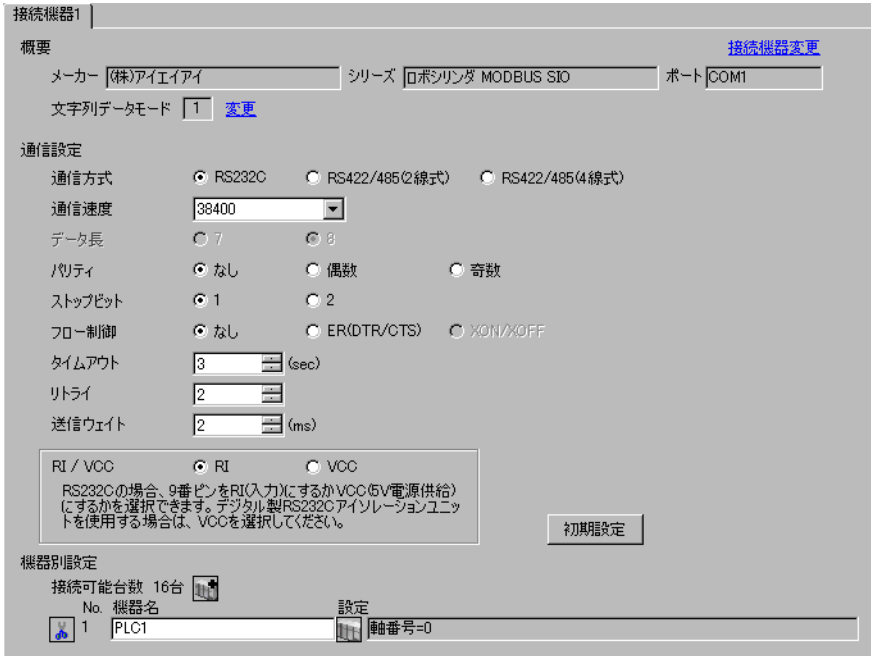 接続機器1
概要 接続機器変更
メーカー (株)アイエイアイ シリーズ ロボシリンダ MODBUS SIO ポート COM1
文字列データモード 1 変更
通信設定
通信方式 RS232C RS422/485(2線式) RS422/485(4線式)
通信速度 38400
データ長 7 8
パリティ なし 偶数 奇数
ストップビット 1 2
フロー制御 なし ER(DTR/CTS) XON/XOFF
タイムアウト 3 (sec)
リトライ 2
送信ウェイト 2 (ms)
RI / VCC RI VCC
RS232Cの場合、9番ピンをRI(入力)にするかVCC(5V電源供給)
にするかを選択できます。デジタル製RS232Cアイソレーションユニッ
トを使用する場合は、VCCを選択してください。
初期設定
機器別設定
接続可能台数 16台
No. 機器名 設定
1 PLC1 軸番号=0